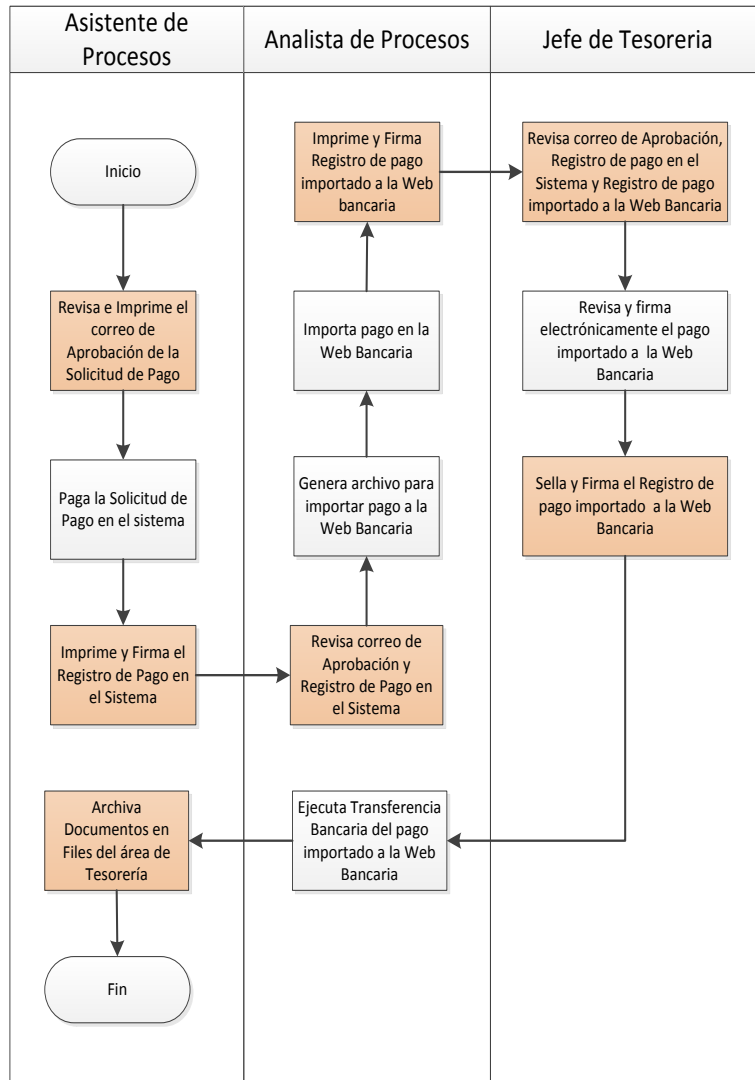 Asistente de
Procesos
Analista de Procesos
Jefe de Tesoreria
Inicio
Revisa e Imprime el
correo de
Aprobación de la
Solicitud de Pago
Paga la Solicitud de
Pago en el sistema
Imprime y Firma el
Registro de Pago en
el Sistema
Revisa correo de
Aprobación y
Registro de Pago en
el Sistema
Genera archivo para
importar pago a la
Web Bancaria
Importa pago en la
Web Bancaria
Imprime y Firma
Registro de pago
importado a la Web
bancaria
Revisa correo de Aprobación,
Registro de pago en el
Sistema y Registro de pago
importado a la Web Bancaria
Revisa y firma
electrónicamente el pago
importado a la Web
Bancaria
Sella y Firma el Registro de
pago importado a la Web
Bancaria
Ejecuta Transferencia
Bancaria del pago
importado a la Web
Bancaria
Archiva
Documentos en
Files del área de
Tesorería
Fin